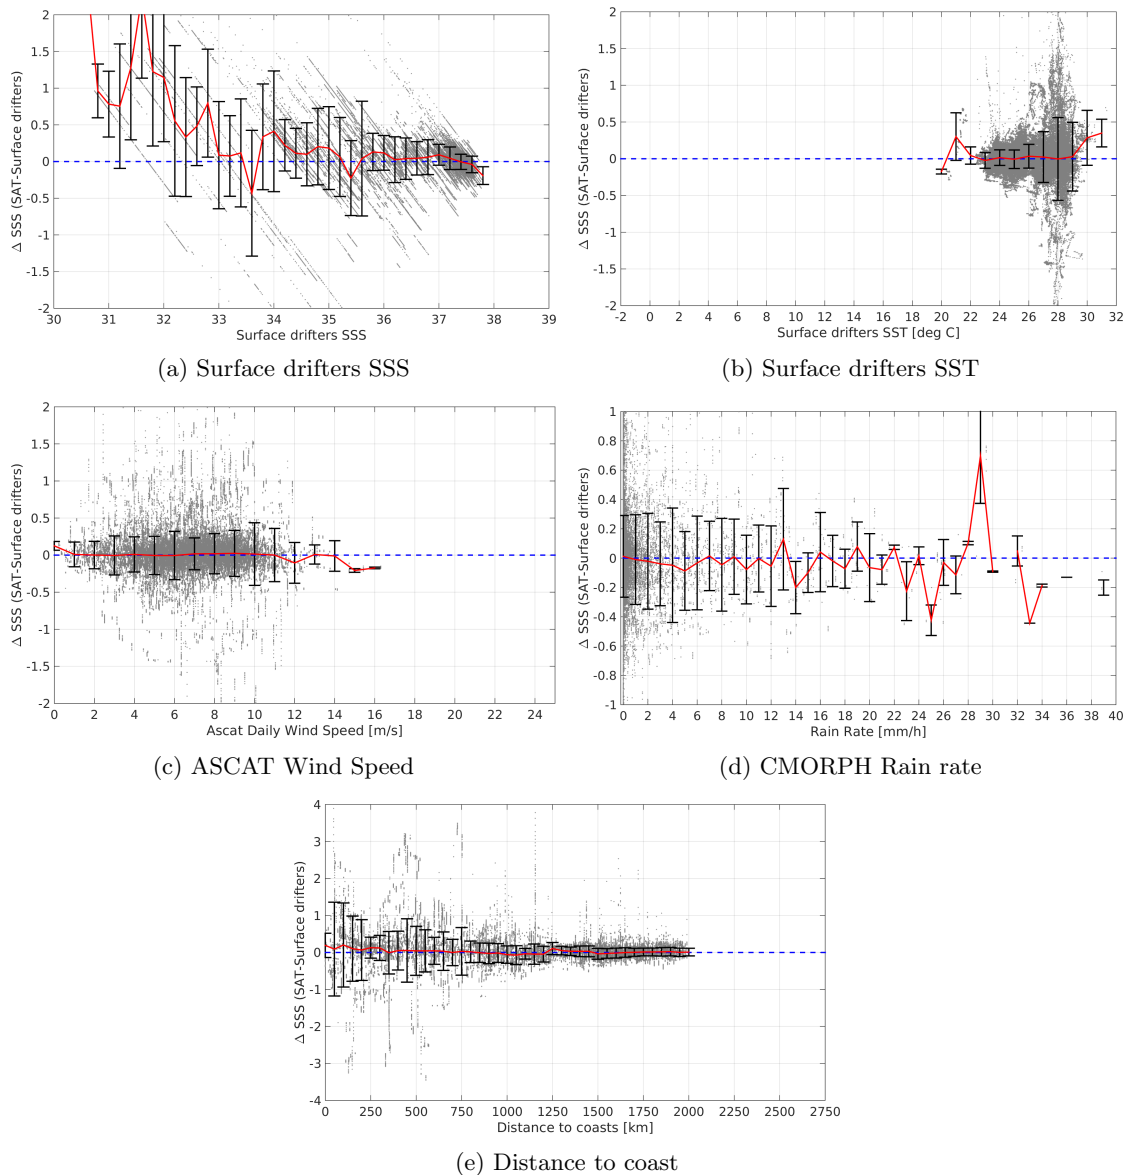 Δ SSS (SAT-Surface drifters)
2
1.5
1
0.5
0
-0.5
-1
-1.5
-2
30 31 32 33 34 35 36 37 38 39
Surface drifters SSS
(a) Surface drifters SSS
Δ SSS (SAT-Surface drifters)
2
1.5
1
0.5
0
-0.5
-1
-1.5
-2
-2 0 2 4 6 8 10 12 14 16 18 20 22 24 26 28 30 32
Surface drifters SST [deg C]
(b) Surface drifters SST
Δ SSS (SAT-Surface drifters)
2
1.5
1
0.5
0
-0.5
-1
-1.5
-2
0 2 4 6 8 10 12 14 16 18 20 22 24
Ascat Daily Wind Speed [m/s]
(c) ASCAT Wind Speed
Δ SSS (SAT-Surface drifters)
1
0.8
0.6
0.4
0.2
0
-0.2
-0.4
-0.6
-0.8
-1
0 2 4 6 8 10 12 14 16 18 20 22 24 26 28 30 32 34 36 38 40
Rain Rate [mm/h]
(d) CMORPH Rain rate
Δ SSS (SAT-Surface drifters)
4
3
2
1
0
-1
-2
-3
-4
0 250 500 750 1000 1250 1500 1750 2000 2250 2500 2750
Distance to coasts [km]
(e) Distance to coast